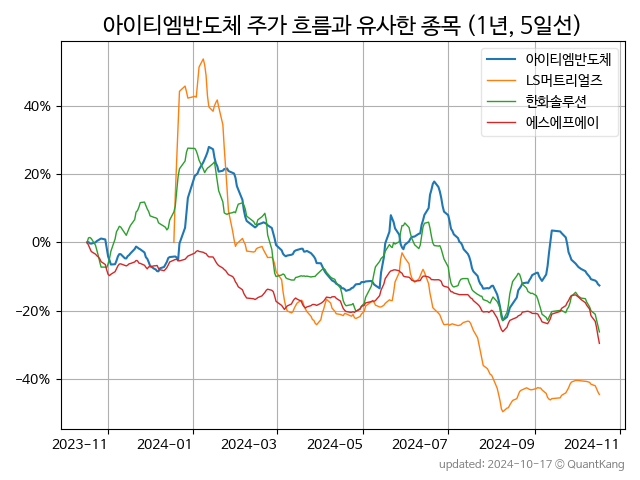 아이티엠반도체 주가 흐름과 유사한 종목 (1년, 5일선)
아이티엠반도체
LS머트리얼즈
한화솔루션
에스에프에이
40%
20%
0%
−20%
−40%
2023-11 2024-01 2024-03 2024-05 2024-07 2024-09 2024-11
updated: 2024-10-17 © QuantKang